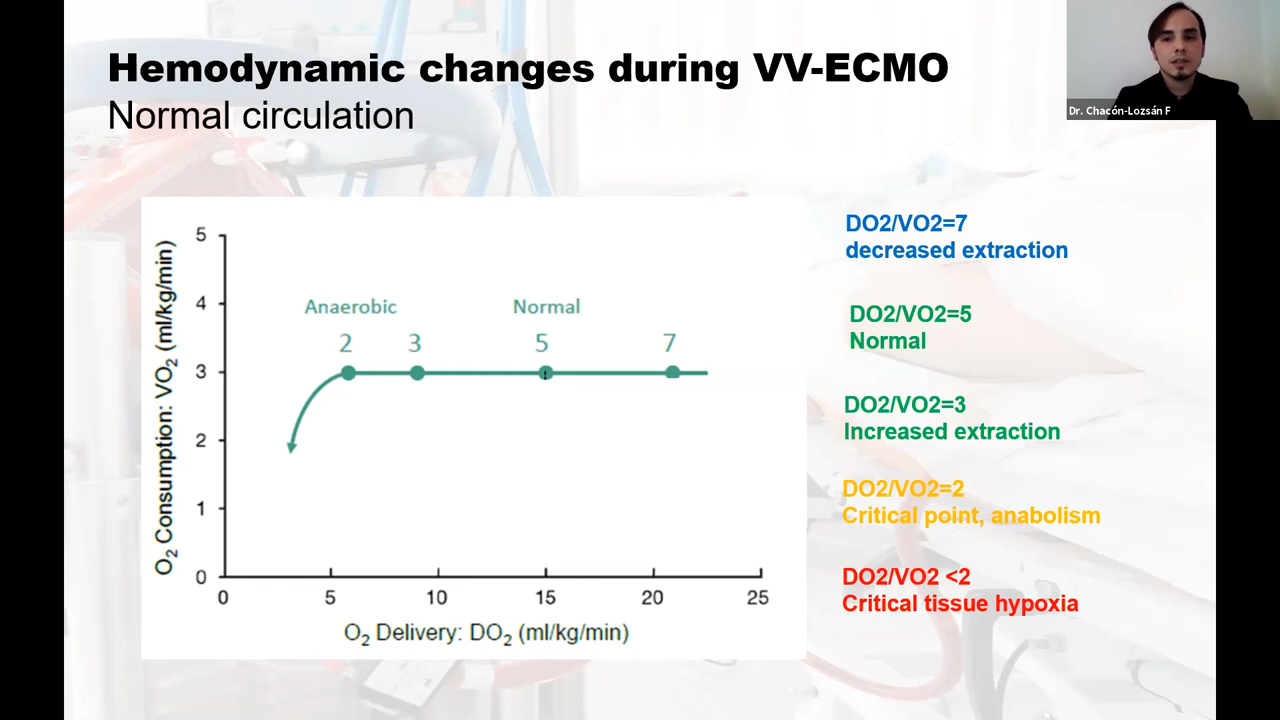 Hemodynamic changes during VV-ECMO
Normal circulation
Dr. Chacón-Lozsán F
O₂ Consumption: VO₂ (ml/kg/min)
5
4
3
2
1
0
Anaerobic
Normal
2
3
5
7
0
5
10
15
20
25
O₂ Delivery: DO₂ (ml/kg/min)
DO2/VO2=7
decreased extraction
DO2/VO2=5
Normal
DO2/VO2=3
Increased extraction
DO2/VO2=2
Critical point, anabolism
DO2/VO2 <2
Critical tissue hypoxia